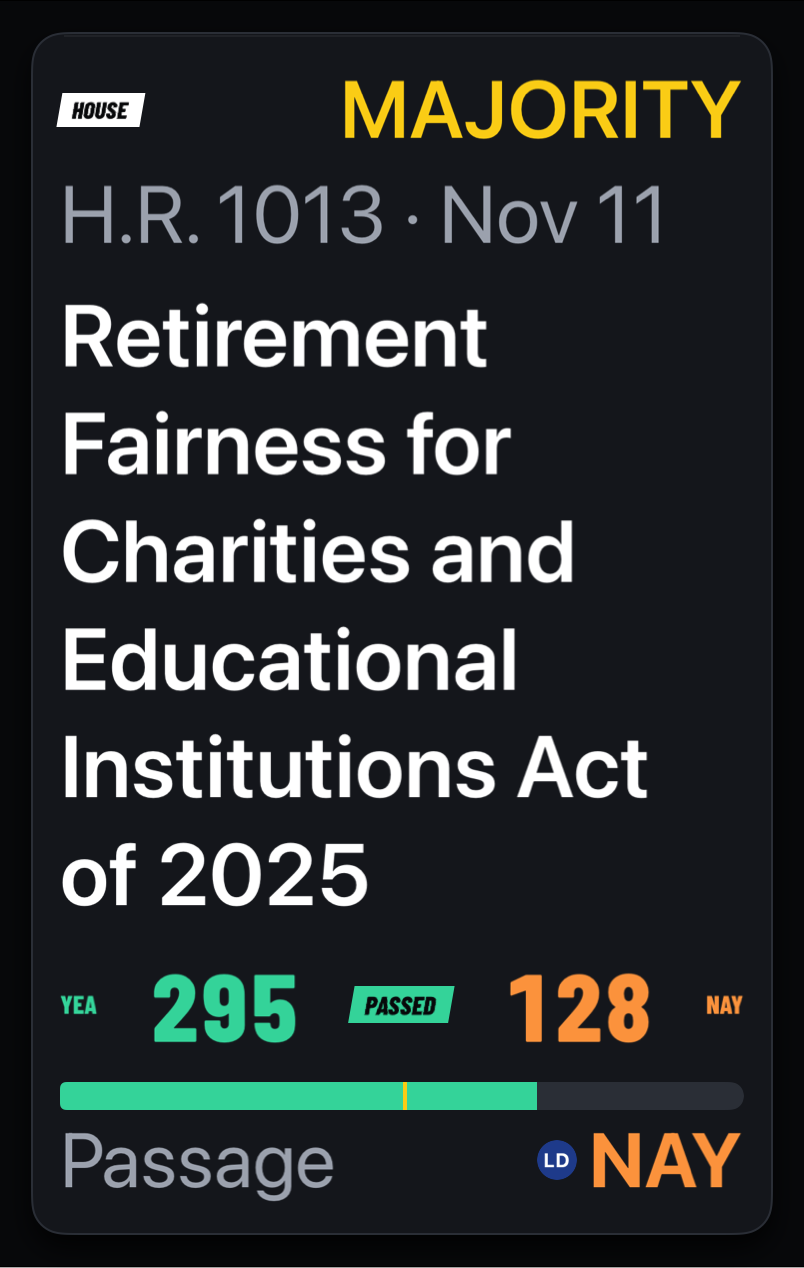 HOUSE
MAJORITY
H.R. 1013 · Nov 11
Retirement
Fairness for
Charities and
Educational
Institutions Act
of 2025
YEA 295 PASSED 128 NAY
Passage LD NAY